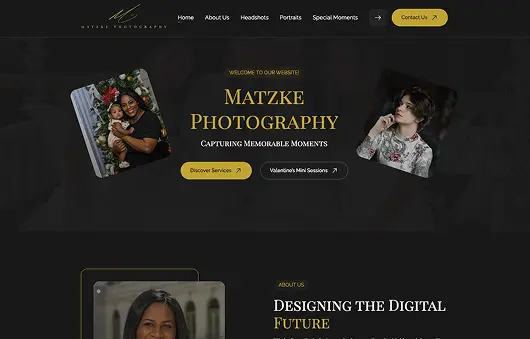 MATZKE PHOTOGRAPHY
Home About Us Headshots Portraits Special Moments Contact Us
WELCOME TO OUR WEBSITE!
MATZKE
PHOTOGRAPHY
CAPTURING MEMORABLE MOMENTS
Discover Services Valentine's Mini Sessions
ABOUT US
DESIGNING THE DIGITAL
FUTURE